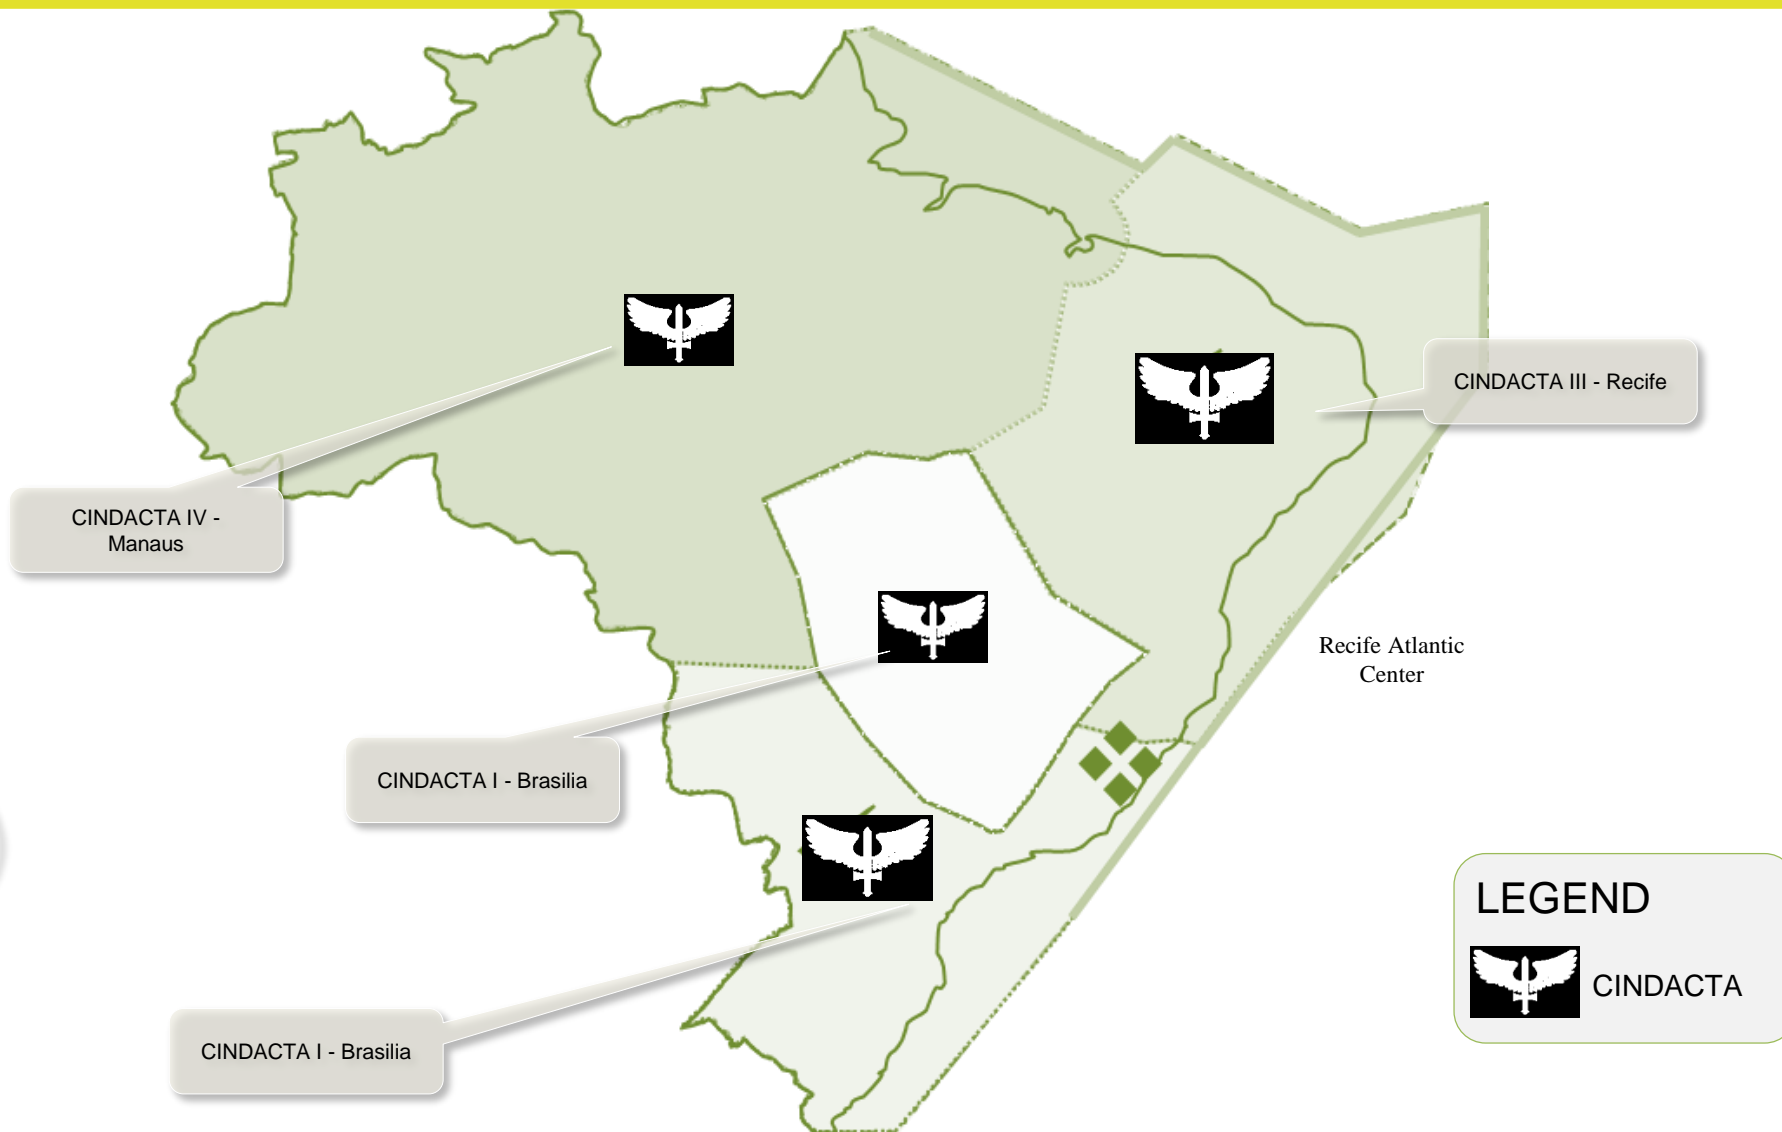 CINDACTA III - Recife
CINDACTA IV -
Manaus
Recife Atlantic
Center
CINDACTA I - Brasilia
LEGEND
CINDACTA
CINDACTA I - Brasilia